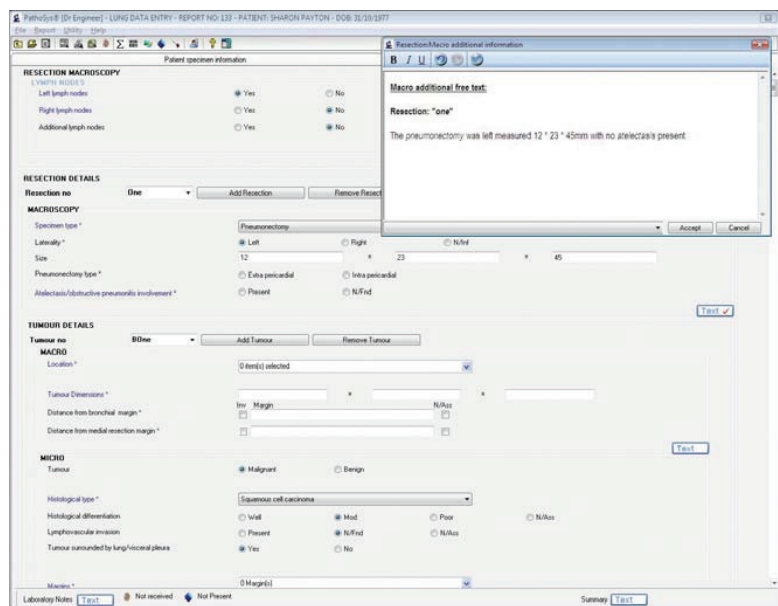 PathoSys® [Dr Engineer] - LUNG DATA ENTRY - REPORT NO: 133 - PATIENT: SHARON PAYTON - DOB: 31/10/1977
File Report Utility Help
Patient specimen information
RESECTION MACROSCOPY
LYMPH NODES
Left lymph nodes Yes No
Right lymph nodes Yes No
Additional lymph nodes Yes No
Resection:Macro additional information
B I U
Macro additional free text:
Resection: "one"
The pneumonectomy was left measured 12 * 23 * 45mm with no atelectasis present
Accept Cancel
RESECTION DETAILS
Resection no One Add Resection Remove Resect
MACROSCOPY
Specimen type * Pneumonectomy
Laterality * Left Right N/Inf
Size 12 * 23 * 45
Pneumonectomy type * Extra pericardial Intra pericardial
Atelectasis/obstructive pneumonitis involvement * Present N/Fnd
Text
TUMOUR DETAILS
Tumour no BOne Add Tumour Remove Tumour
MACRO
Location * 0 item(s) selected
Tumour Dimensions * * *
Inv Margin N/Ass
Distance from bronchial margin *
Distance from medial resection margin *
Text
MICRO
Tumour Malignant Benign
Histological type * Squamous cell carcinoma
Histological differentiation Well Mod Poor N/Ass
Lymphovascular invasion Present N/Fnd N/Ass
Tumour surrounded by lung/visceral pleura Yes No
Margins * 0 Margin(s)
Laboratory Notes Text Not received Not Present Summary Text